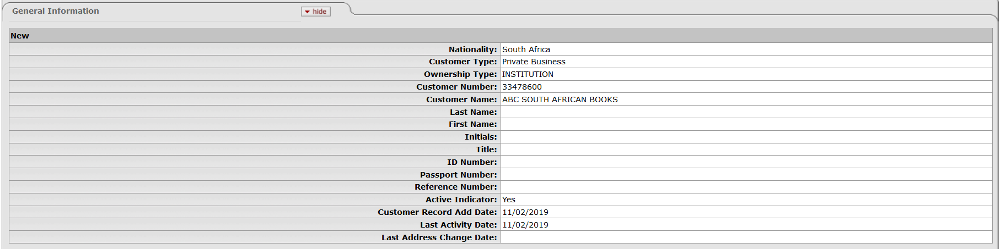 General Information hide
New
Nationality: South Africa
Customer Type: Private Business
Ownership Type: INSTITUTION
Customer Number: 33478600
Customer Name: ABC SOUTH AFRICAN BOOKS
Last Name:
First Name:
Initials:
Title:
ID Number:
Passport Number:
Reference Number:
Active Indicator: Yes
Customer Record Add Date: 11/02/2019
Last Activity Date: 11/02/2019
Last Address Change Date: